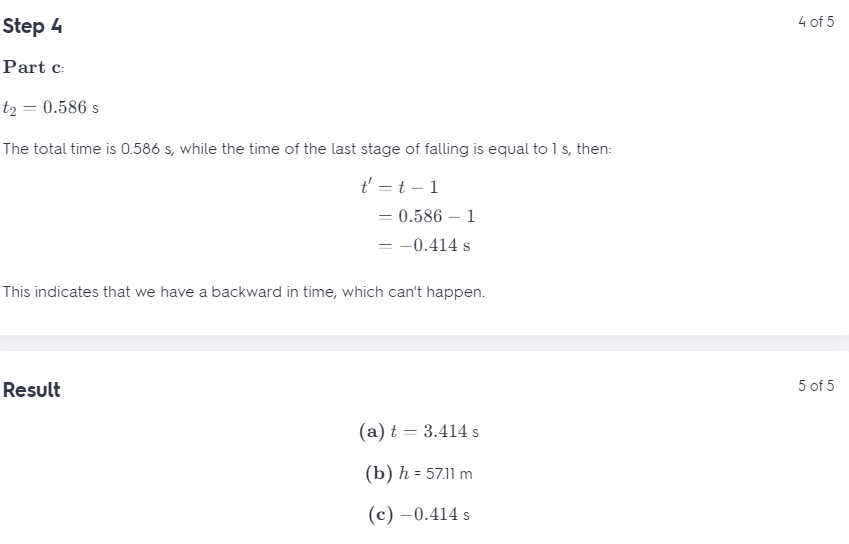 Step 4
4 of 5
Part c:
t₂ = 0.586 s
The total time is 0.586 s, while the time of the last stage of falling is equal to 1 s, then:
t′ = t − 1
= 0.586 − 1
= −0.414 s
This indicates that we have a backward in time, which can't happen.
Result
5 of 5
(a) t = 3.414 s
(b) h = 57.11 m
(c) −0.414 s